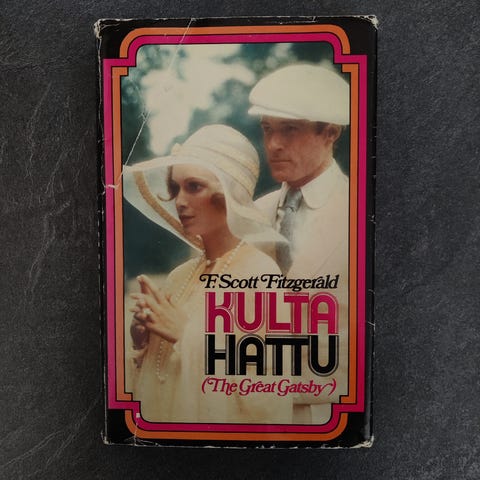 F. Scott Fitzgerald
KULTA
HATTU
(The Great Gatsby)